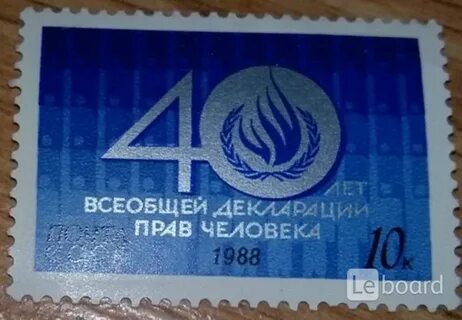 40
ЛЕТ
ВСЕОБЩЕЙ ДЕКЛАРАЦИИ
ПРАВ ЧЕЛОВЕКА
ПОЧТА
1988
10к
Leboard